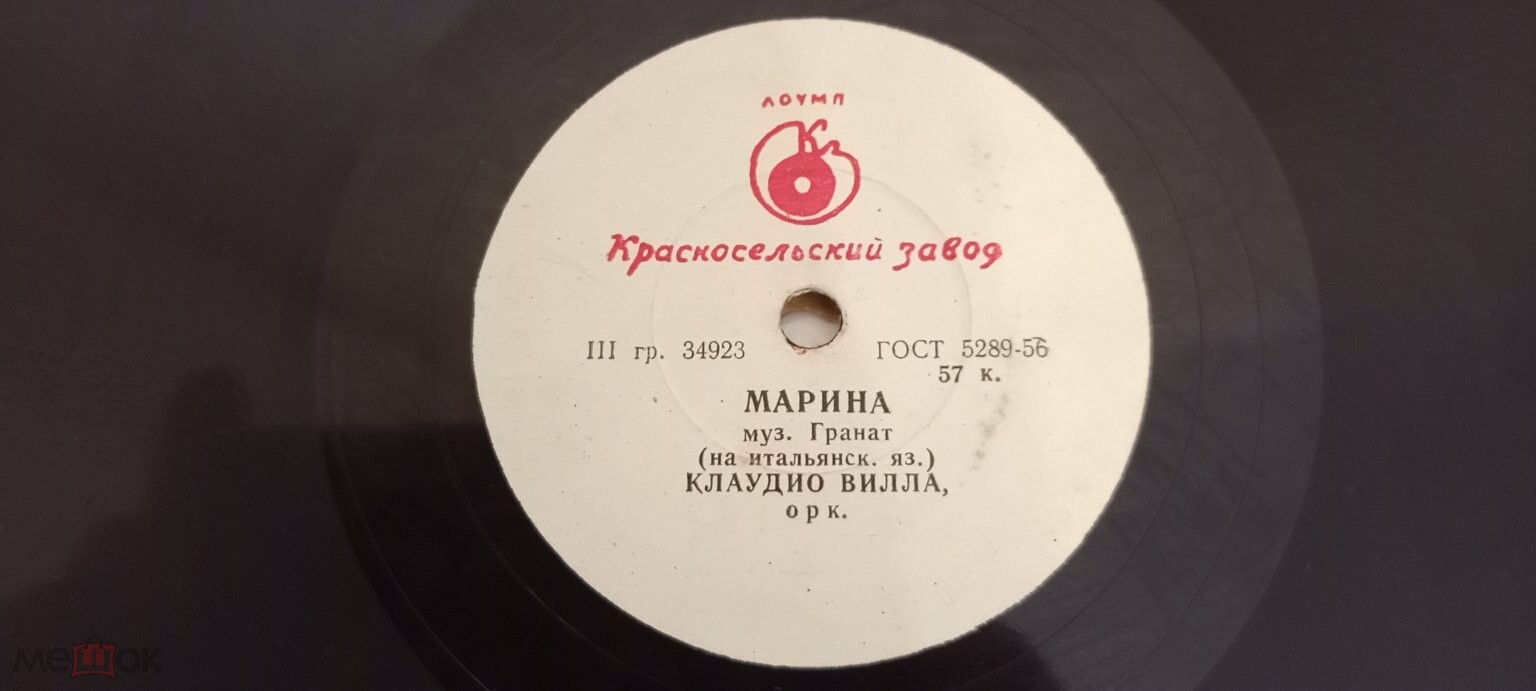 ЛОУМП
Красносельский завод
III гр. 34923 ГОСТ 5289-56
57 к.
МАРИНА
муз. Гранат
(на итальянск. яз.)
КЛАУДИО ВИЛЛА,
орк.
мешок